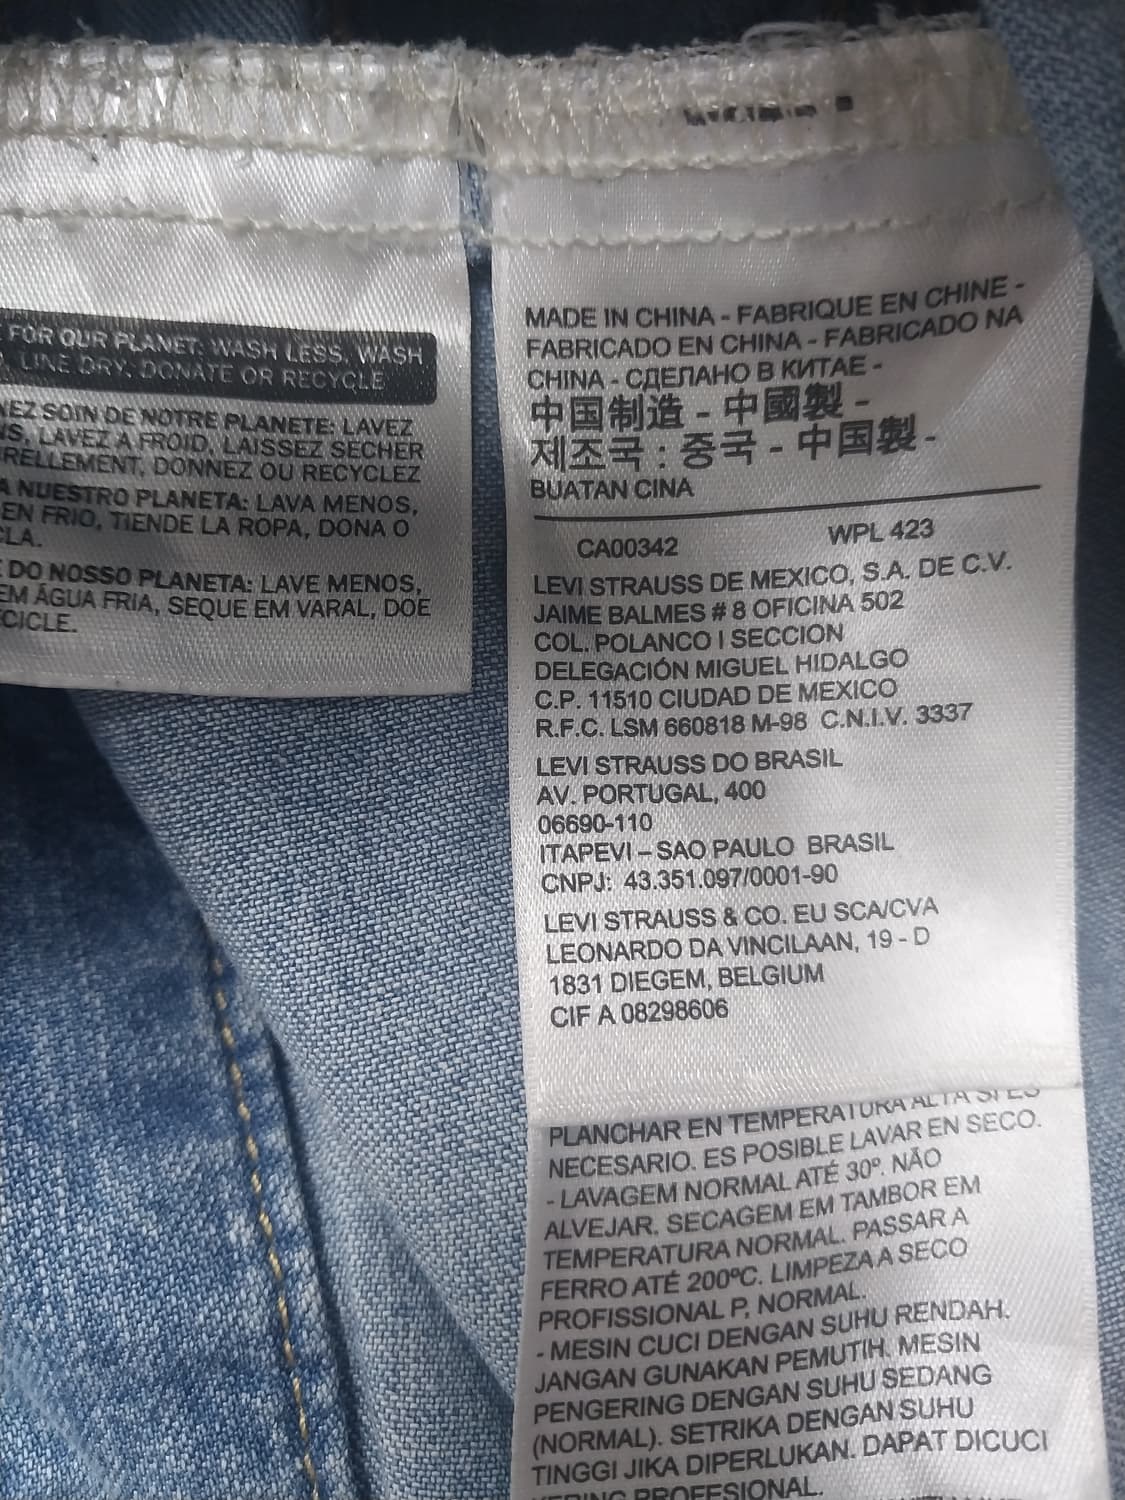 FOR OUR PLANET: WASH LESS, WASH
LINE DRY, DONATE OR RECYCLE
SOIN DE NOTRE PLANETE: LAVEZ
LAVEZ A FROID, LAISSEZ SECHER
DONNEZ OU RECYCLEZ
A NUESTRO PLANETA: LAVA MENOS,
EN FRIO, TIENDE LA ROPA, DONA O
DO NOSSO PLANETA: LAVE MENOS,
EM ÁGUA FRIA, SEQUE EM VARAL, DOE
MADE IN CHINA - FABRIQUE EN CHINE -
FABRICADO EN CHINA - FABRICADO NA
CHINA - СДЕЛАНО В КИТАЕ -
中国制造 - 中國製 -
제조국 : 중국 - 中国製 -
BUATAN CINA
CA00342 WPL 423
LEVI STRAUSS DE MEXICO, S.A. DE C.V.
JAIME BALMES # 8 OFICINA 502
COL. POLANCO I SECCION
DELEGACIÓN MIGUEL HIDALGO
C.P. 11510 CIUDAD DE MEXICO
R.F.C. LSM 660818 M-98 C.N.I.V. 3337
LEVI STRAUSS DO BRASIL
AV. PORTUGAL, 400
06690-110
ITAPEVI – SAO PAULO BRASIL
CNPJ: 43.351.097/0001-90
LEVI STRAUSS & CO. EU SCA/CVA
LEONARDO DA VINCILAAN, 19 - D
1831 DIEGEM, BELGIUM
CIF A 08298606
PLANCHAR EN TEMPERATURA ALTA SI ES
NECESARIO. ES POSIBLE LAVAR EN SECO.
- LAVAGEM NORMAL ATÉ 30º. NÃO
ALVEJAR. SECAGEM EM TAMBOR EM
TEMPERATURA NORMAL. PASSAR A
FERRO ATÉ 200ºC. LIMPEZA A SECO
PROFISSIONAL P, NORMAL.
- MESIN CUCI DENGAN SUHU RENDAH.
JANGAN GUNAKAN PEMUTIH. MESIN
PENGERING DENGAN SUHU SEDANG
(NORMAL). SETRIKA DENGAN SUHU
TINGGI JIKA DIPERLUKAN. DAPAT DICUCI
PROFESIONAL.